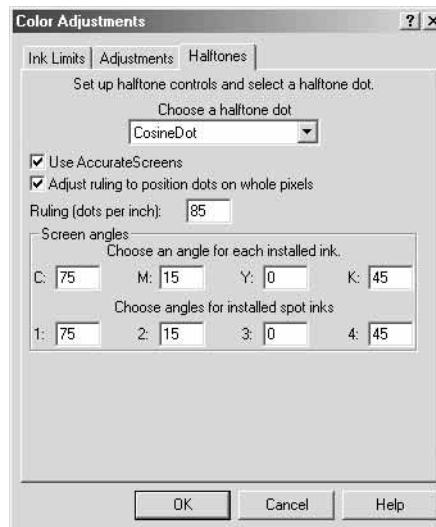 Color Adjustments
Ink Limits Adjustments Halftones
Set up halftone controls and select a halftone dot.
Choose a halftone dot
CosineDot
Use AccurateScreens
Adjust ruling to position dots on whole pixels
Ruling (dots per inch): 85
Screen angles
Choose an angle for each installed ink.
C: 75 M: 15 Y: 0 K: 45
Choose angles for installed spot inks
1: 75 2: 15 3: 0 4: 45
OK Cancel Help